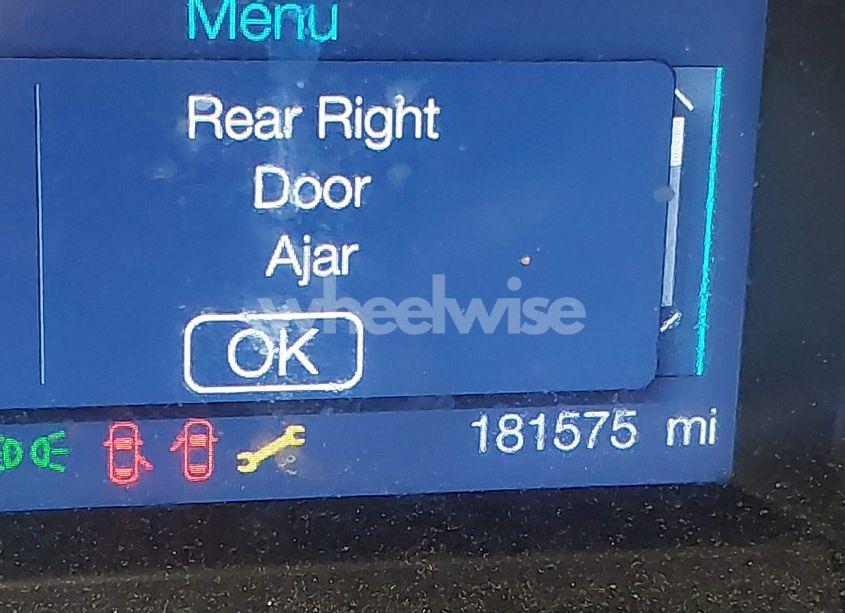 Menu
Rear Right
Door
Ajar
wheelwise
OK
181575 mi